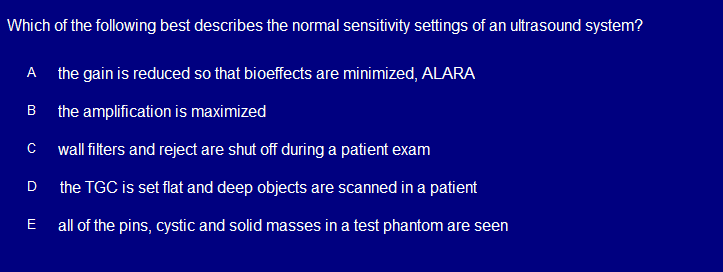 Which of the following best describes the normal sensitivity settings of an ultrasound system?
A the gain is reduced so that bioeffects are minimized, ALARA
B the amplification is maximized
C wall filters and reject are shut off during a patient exam
D the TGC is set flat and deep objects are scanned in a patient
E all of the pins, cystic and solid masses in a test phantom are seen